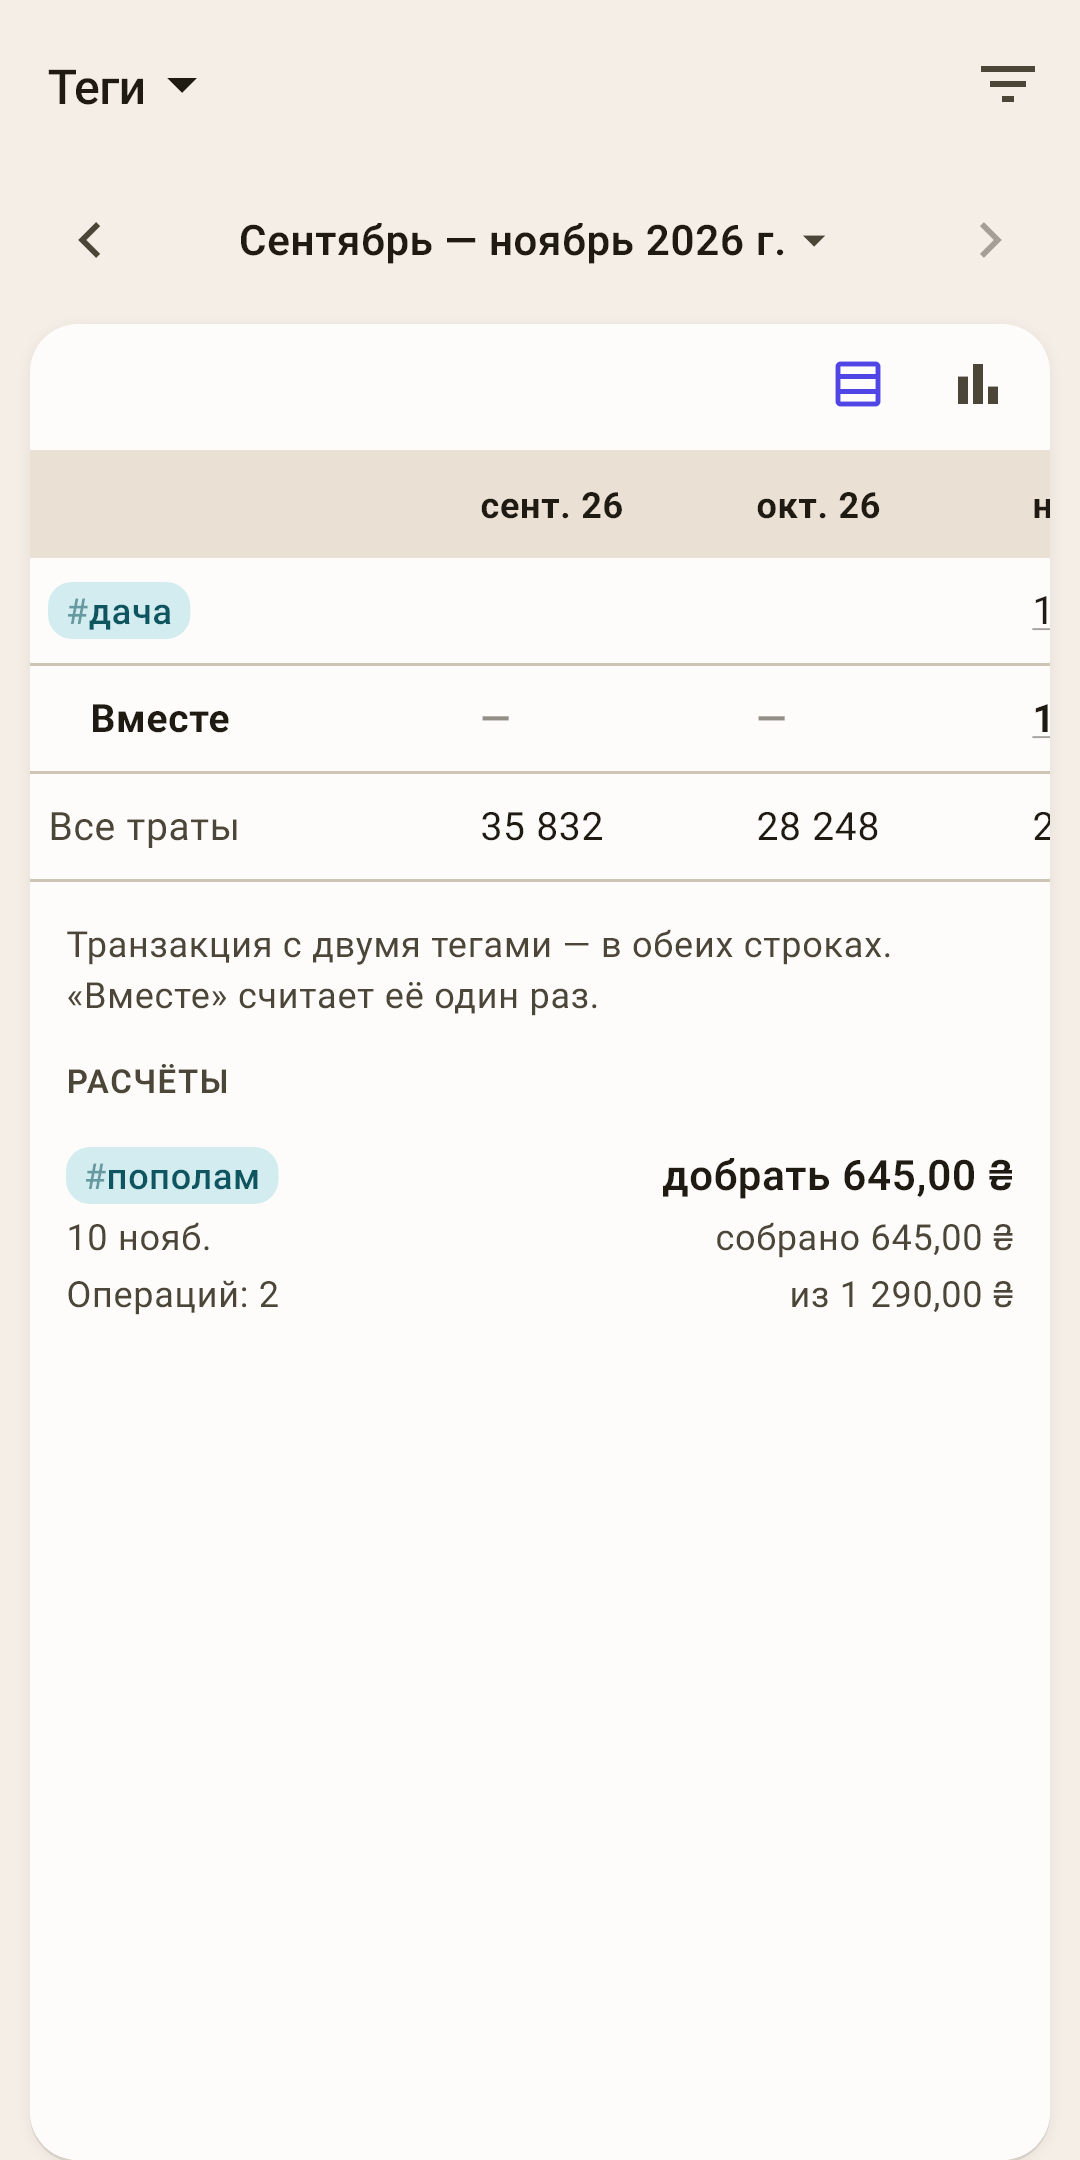 Теги
Сентябрь — ноябрь 2026 г.
сент. 26 окт. 26
#дача
Вместе — —
Все траты 35 832 28 248
Транзакция с двумя тегами — в обеих строках.
«Вместе» считает её один раз.
РАСЧЁТЫ
#пополам добрать 645,00 ₴
10 нояб. собрано 645,00 ₴
Операций: 2 из 1 290,00 ₴